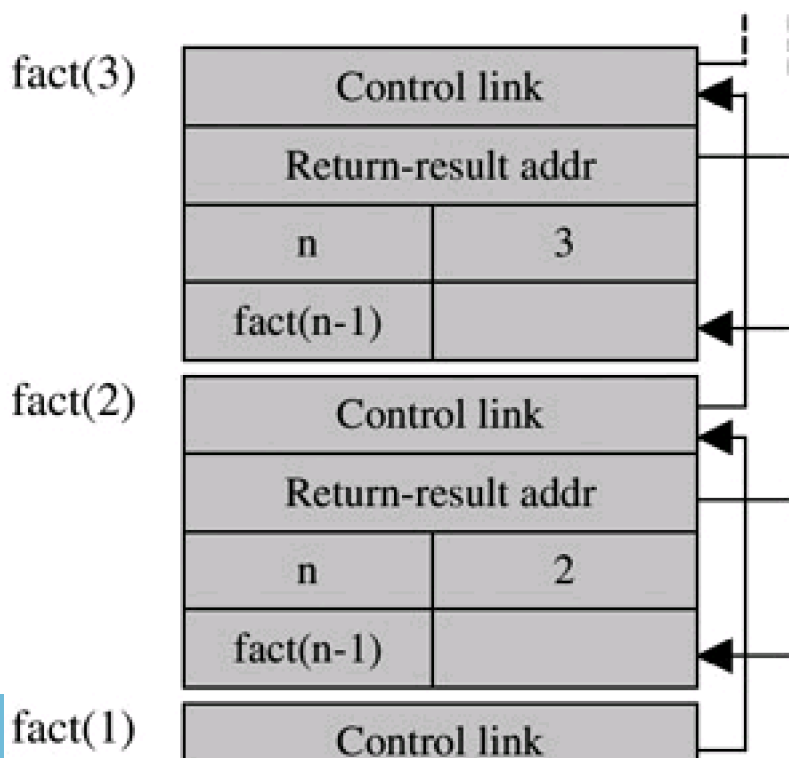 fact(3) Control link
Return-result addr
n 3
fact(n-1)
fact(2) Control link
Return-result addr
n 2
fact(n-1)
fact(1) Control link